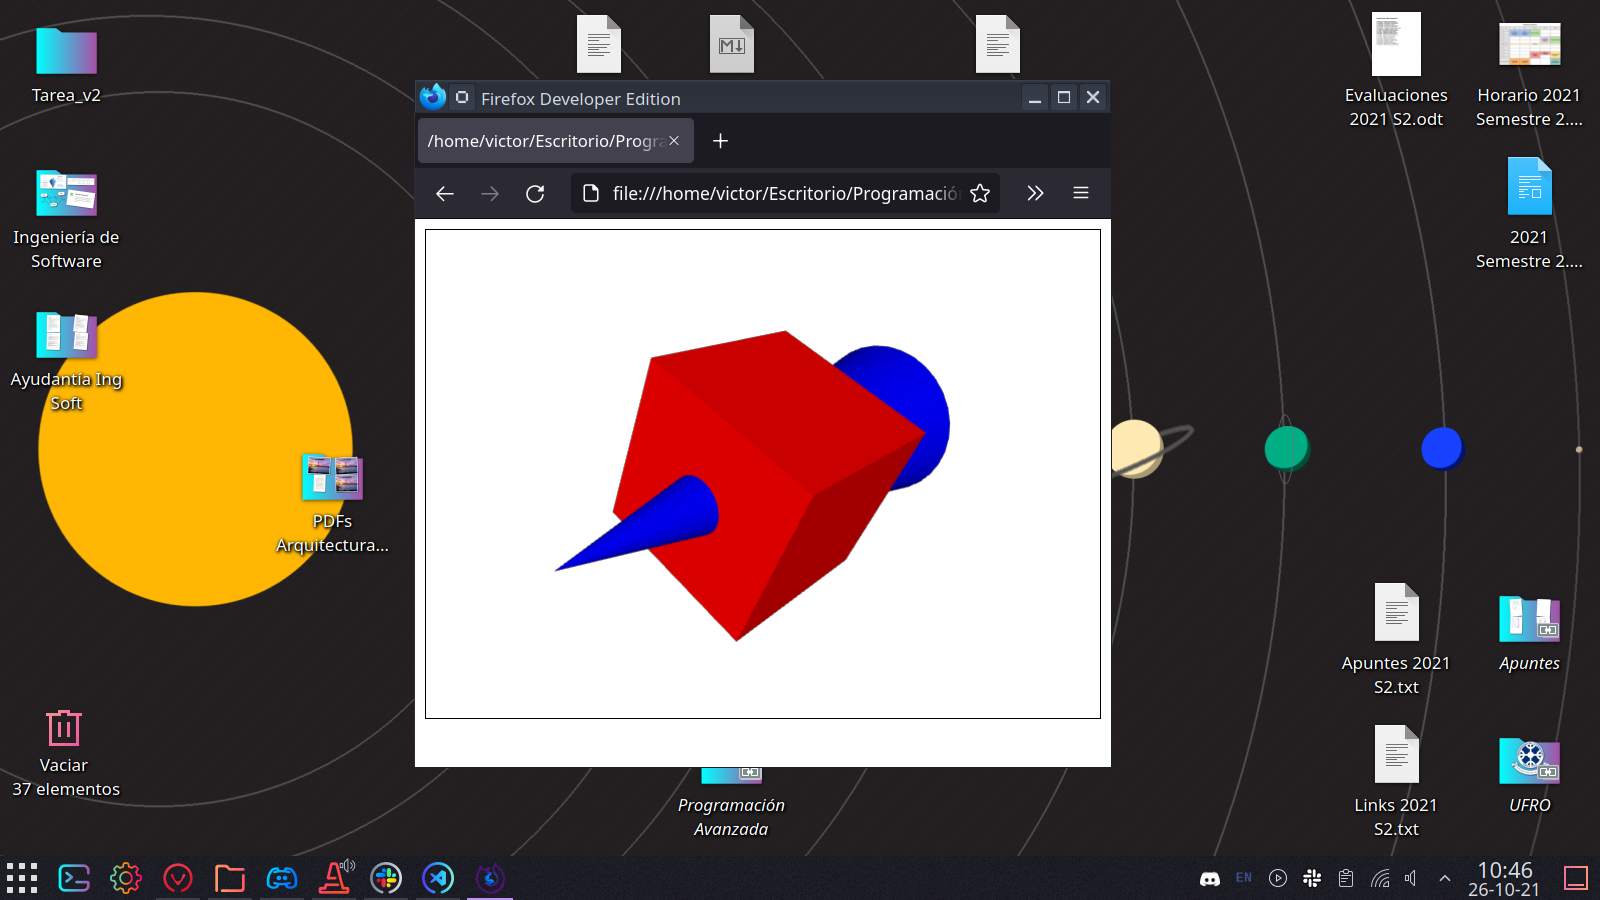 Tarea_v2
Ingeniería de
Software
Ayudantía Ing
Soft
PDFs
Arquitectura...
Vaciar
37 elementos
Firefox Developer Edition
/home/victor/Escritorio/Progra
file:///home/victor/Escritorio/Programació
Programación
Avanzada
Evaluaciones
2021 S2.odt
Horario 2021
Semestre 2....
2021
Semestre 2....
Apuntes 2021
S2.txt
Apuntes
Links 2021
S2.txt
UFRO
EN
10:46
26-10-21